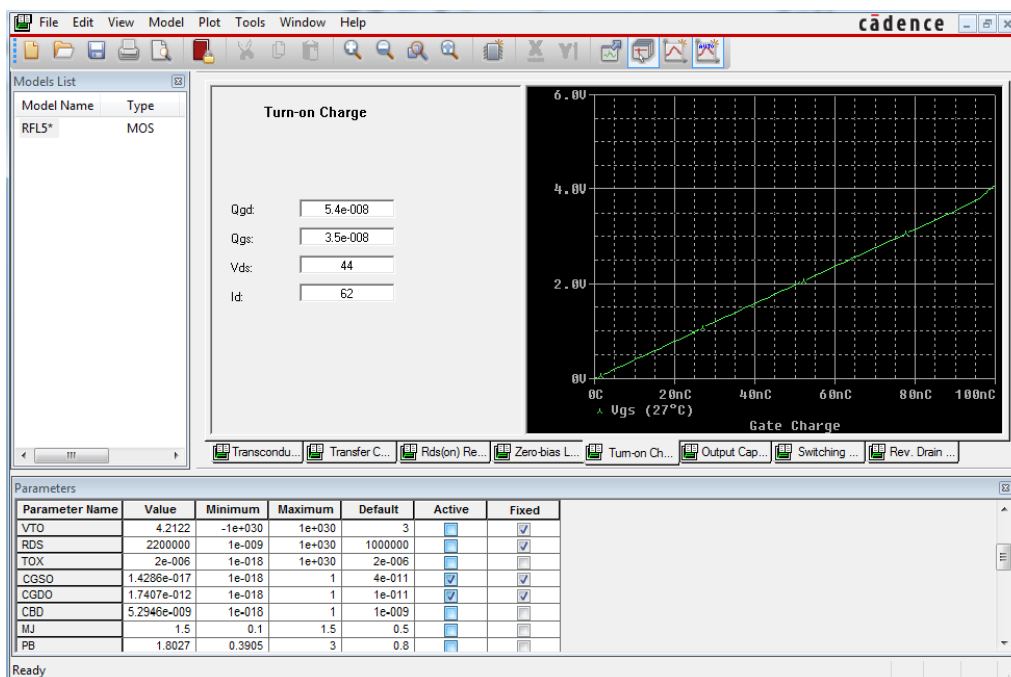 File Edit View Model Plot Tools Window Help
cādence
Models List
Model Name Type
RFL5* MOS
Turn-on Charge
Qgd: 5.4e-008
Qgs: 3.5e-008
Vds: 44
Id: 62
6.0V
4.0V
2.0V
0V
0C 20nC 40nC 60nC 80nC 100nC
Vgs (27°C)
Gate Charge
Transcondu... Transfer C... Rds(on) Re... Zero-bias L... Turn-on Ch... Output Cap... Switching ... Rev. Drain ...
Parameters
Parameter Name Value Minimum Maximum Default Active Fixed
VTO 4.2122 -1e+030 1e+030 3
RDS 2200000 1e-009 1e+030 1000000
TOX 2e-006 1e-018 1e+030 2e-006
CGSO 1.4286e-017 1e-018 1 4e-011
CGDO 1.7407e-012 1e-018 1 1e-011
CBD 5.2946e-009 1e-018 1 1e-009
MJ 1.5 0.1 1.5 0.5
PB 1.8027 0.3905 3 0.8
Ready